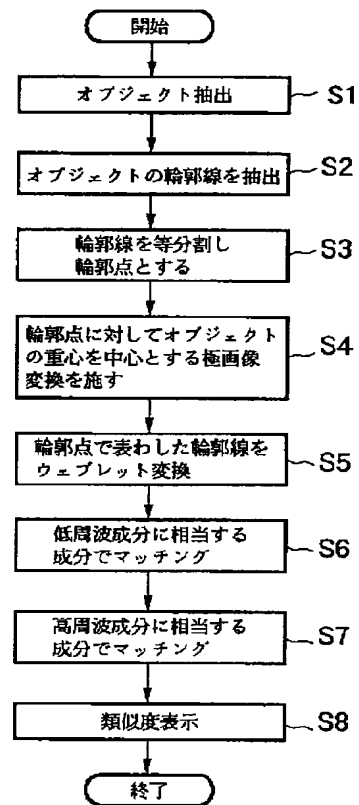 開始
オブジェクト抽出
S1
オブジェクトの輪郭線を抽出
S2
輪郭線を等分割し
輪郭点とする
S3
輪郭点に対してオブジェクト
の重心を中心とする極画像
変換を施す
S4
輪郭点で表わした輪郭線を
ウェブレット変換
S5
低周波成分に相当する
成分でマッチング
S6
高周波成分に相当する
成分でマッチング
S7
類似度表示
S8
終了